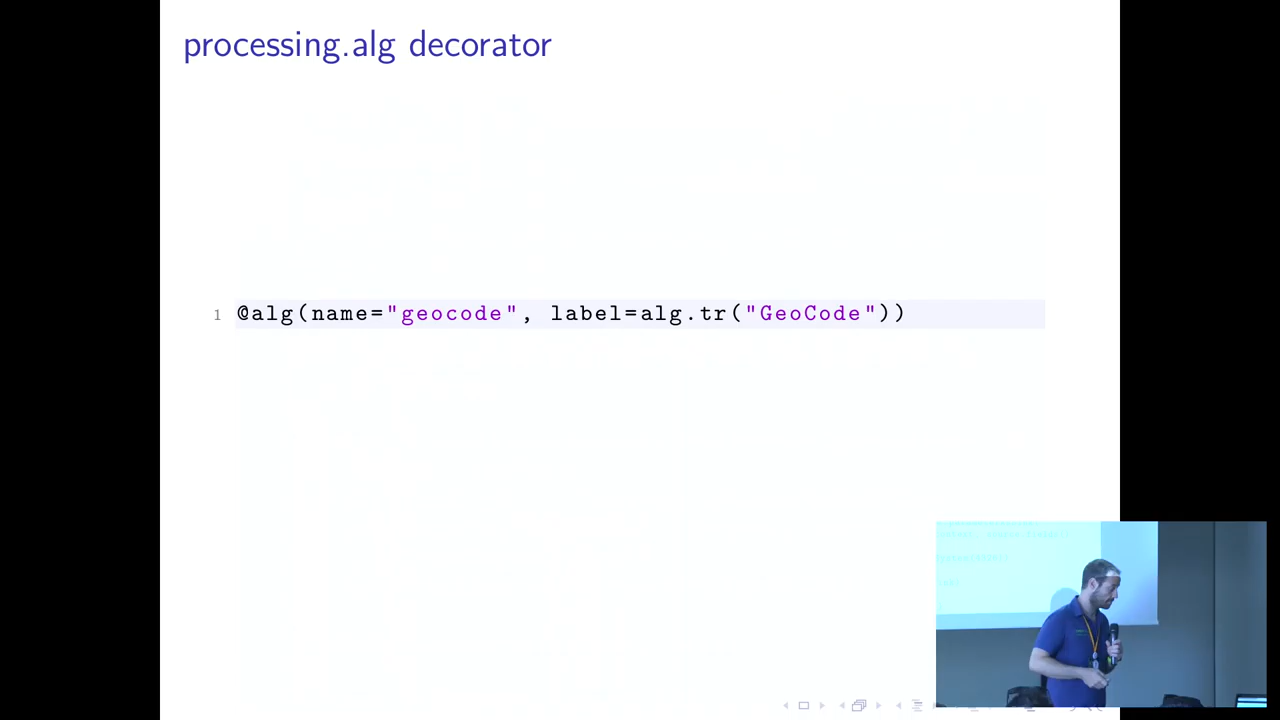 processing.alg decorator
1 @alg(name="geocode", label=alg.tr("GeoCode"))